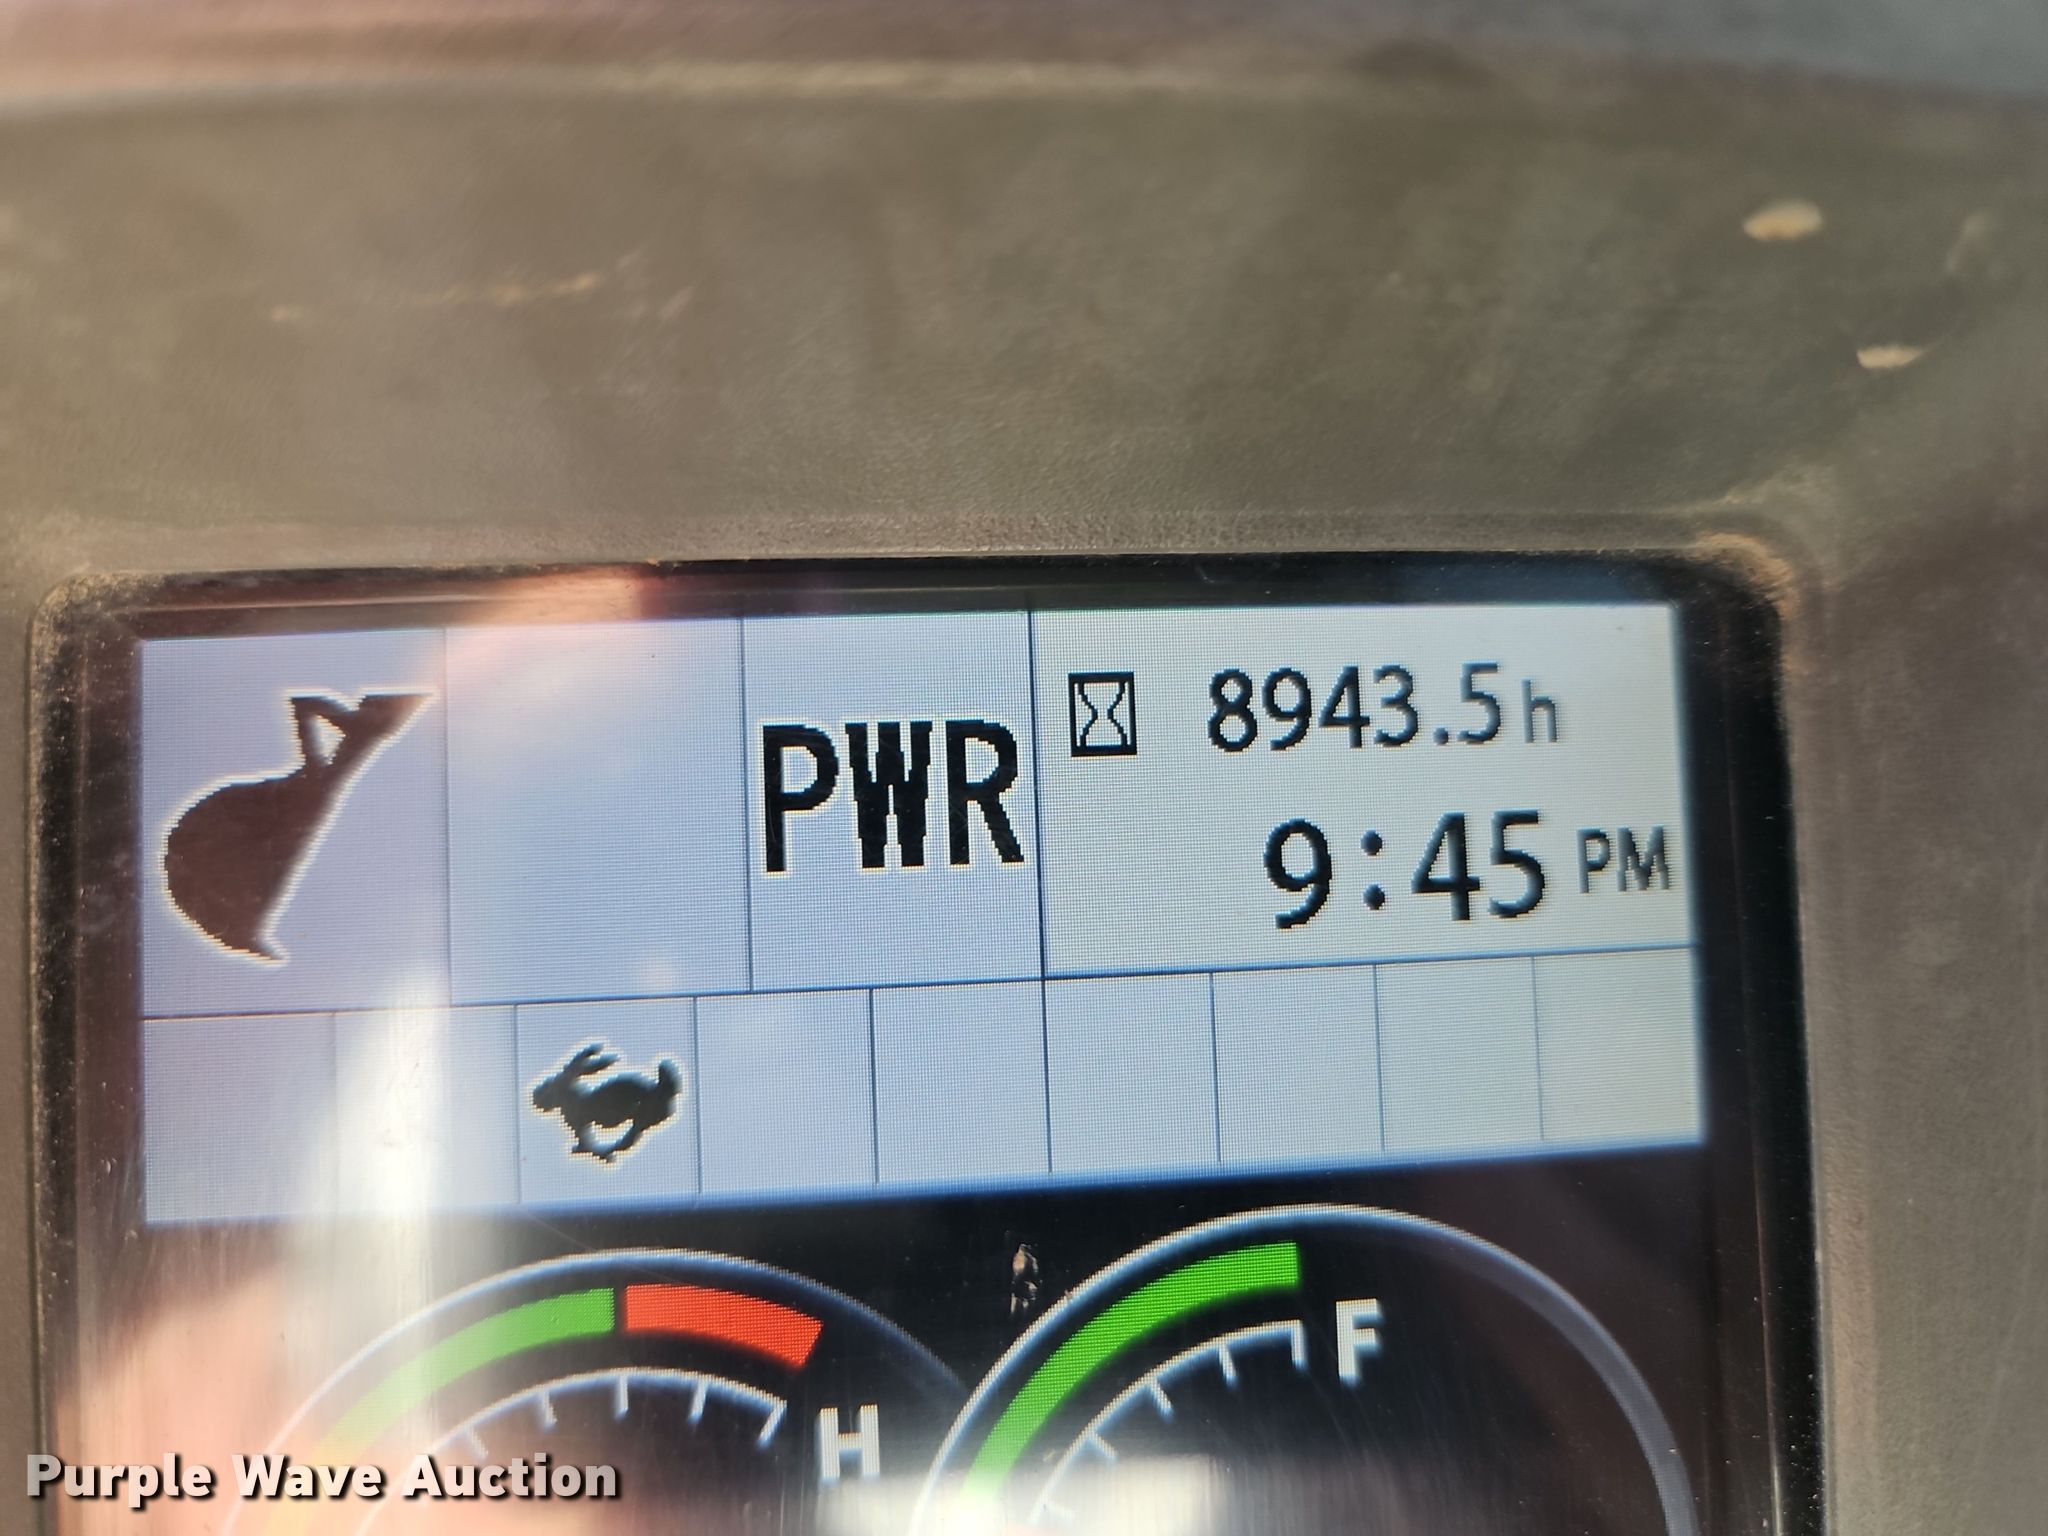 PWR
8943.5h
9:45 PM
H
F
Purple Wave Auction